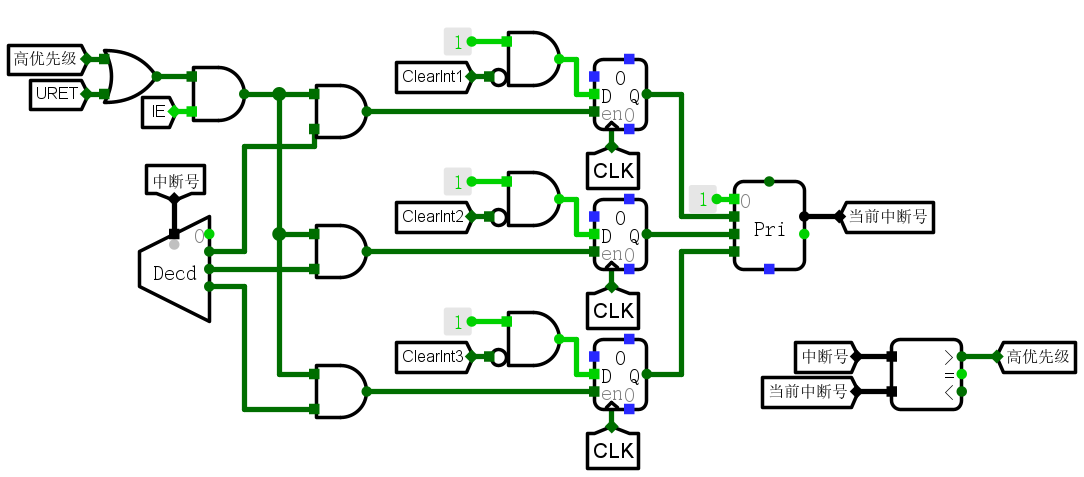 高优先级
URET
IE
中断号
0
Decd
1
ClearInt1
0
D Q
en0
CLK
1
ClearInt2
0
D Q
en0
CLK
1
ClearInt3
0
D Q
en0
CLK
1
0
Pri
当前中断号
中断号
当前中断号
>
=
<
高优先级